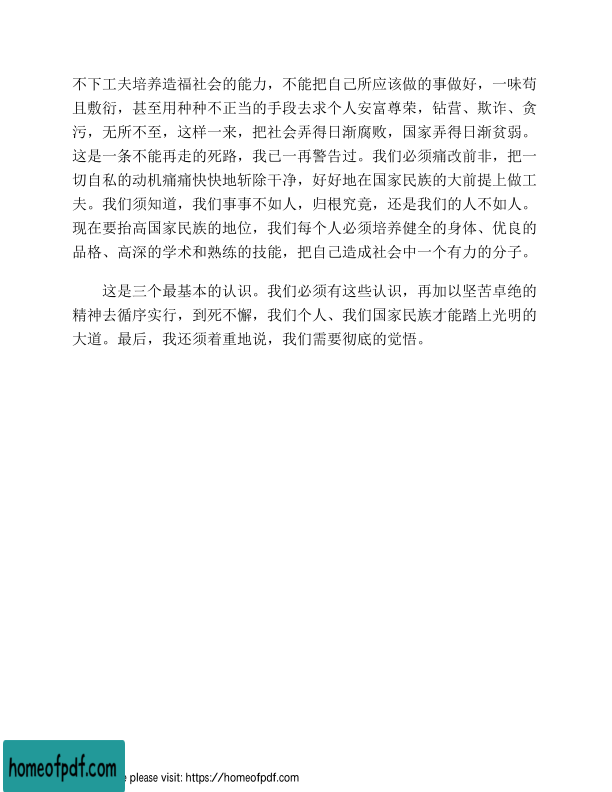 不下工夫培养造福社会的能力，不能把自己所应该做的事做好，一味苟
且敷衍，甚至用种种不正当的手段去求个人安富尊荣，钻营、欺诈、贪
污，无所不至，这样一来，把社会弄得日渐腐败，国家弄得日渐贫弱。
这是一条不能再走的死路，我已一再警告过。我们必须痛改前非，把一
切自私的动机痛痛快快地斩除干净，好好地在国家民族的大前提上做工
夫。我们须知道，我们事事不如人，归根究竟，还是我们的人不如人。
现在要抬高国家民族的地位，我们每个人必须培养健全的身体、优良的
品格、高深的学术和熟练的技能，把自己造成社会中一个有力的分子。
这是三个最基本的认识。我们必须有这些认识，再加以坚苦卓绝的
精神去循序实行，到死不懈，我们个人、我们国家民族才能踏上光明的
大道。最后，我还须着重地说，我们需要彻底的觉悟。
homeofpdf.com
e please visit: https://homeofpdf.com